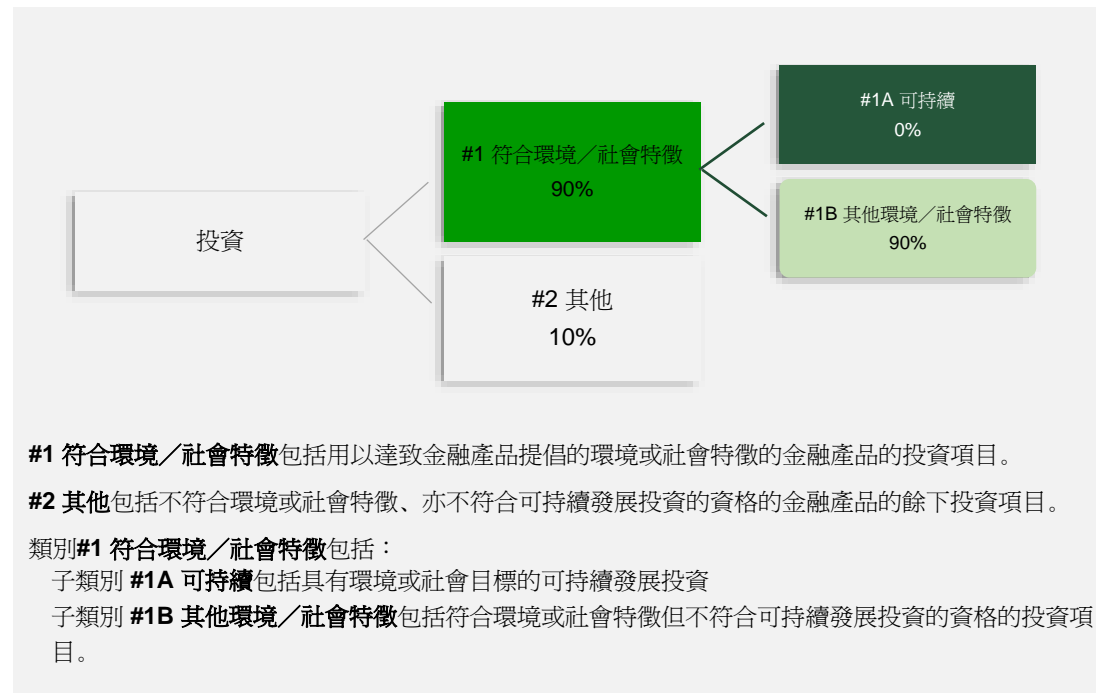 #1A 可持續
0%
#1 符合環境／社會特徵
90%
#1B 其他環境／社會特徵
90%
投資
#2 其他
10%
#1 符合環境／社會特徵包括用以達致金融產品提倡的環境或社會特徵的金融產品的投資項目。
#2 其他包括不符合環境或社會特徵、亦不符合可持續發展投資的資格的金融產品的餘下投資項目。
類別#1 符合環境／社會特徵包括：
子類別 #1A 可持續包括具有環境或社會目標的可持續發展投資
子類別 #1B 其他環境／社會特徵包括符合環境或社會特徵但不符合可持續發展投資的資格的投資項
目。